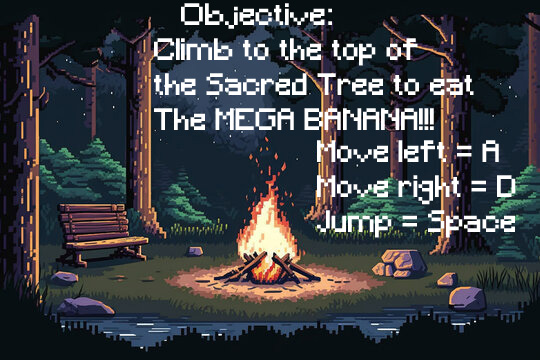 Objective:
Climb to the top of
the Sacred Tree to eat
The MEGA BANANA!!!
Move left = A
Move right = D
Jump = Space